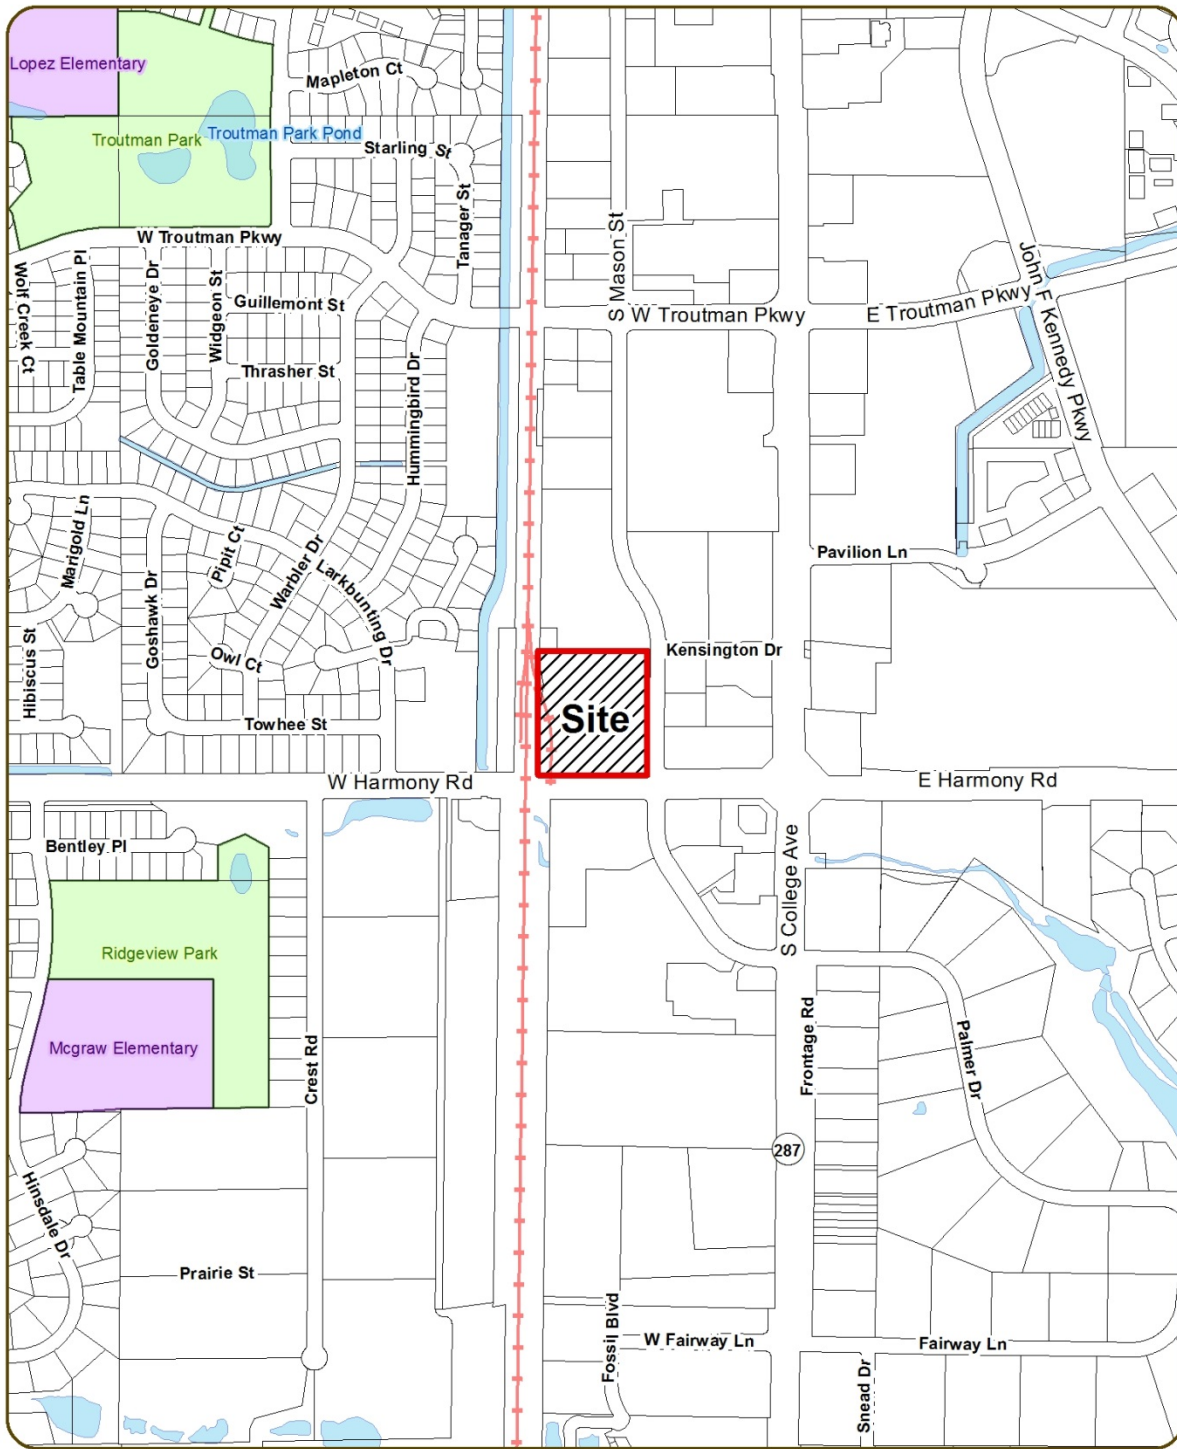 Lopez Elementary
Mapleton Ct
Troutman Park
Troutman Park Pond
Starling St
Tanager St
W Troutman Pkwy
S Mason St
Wolf Creek Ct
Table Mountain Pl
Goldeneye Dr
Widgeon St
Guillemont St
W Troutman Pkwy
E Troutman Pkwy
John F Kennedy Pkwy
Thrasher St
Hummingbird Dr
Marigold Ln
Pipit Ct
Warbler Dr
Larkbunting Dr
Pavilion Ln
Goshawk Dr
Hibiscus St
Owl Ct
Kensington Dr
Towhee St
Site
W Harmony Rd
E Harmony Rd
Bentley Pl
S College Ave
Ridgeview Park
Mcgraw Elementary
Crest Rd
Frontage Rd
Palmer Dr
287
Hinsdale Dr
Prairie St
Fossil Blvd
W Fairway Ln
Fairway Ln
Snead Dr